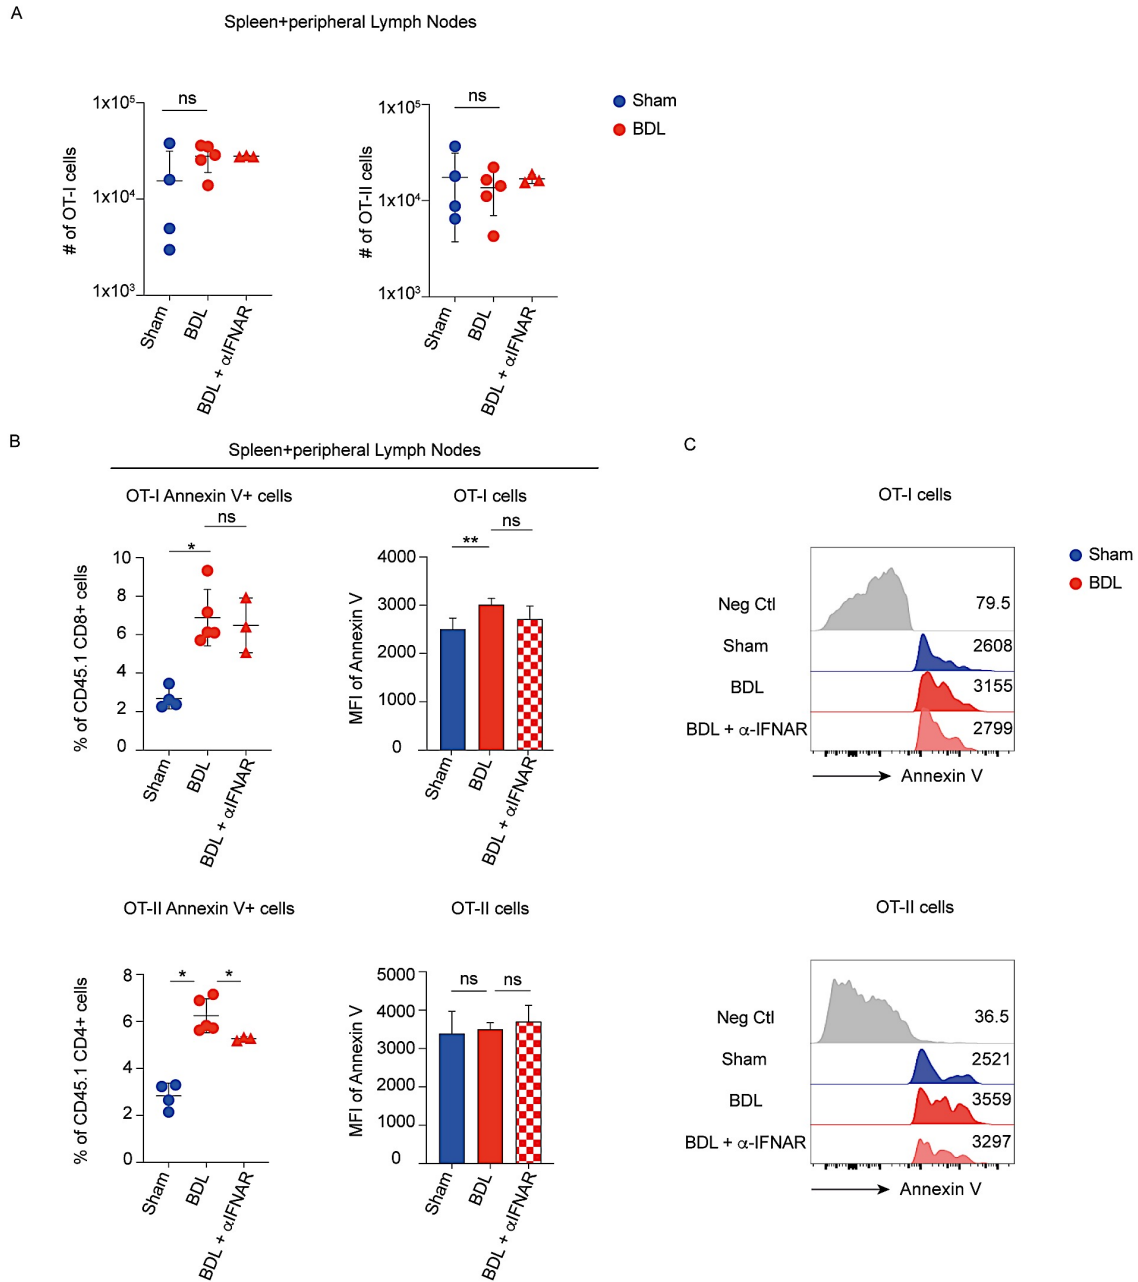 A
Spleen+peripheral Lymph Nodes
# of OT-I cells
1x10⁵
1x10⁴
1x10³
ns
Sham
BDL
BDL + αIFNAR
# of OT-II cells
1x10⁵
1x10⁴
1x10³
ns
Sham
BDL
BDL + αIFNAR
Sham
BDL
B
Spleen+peripheral Lymph Nodes
OT-I Annexin V+ cells
% of CD45.1 CD8+ cells
10
8
6
4
2
0
*
ns
Sham
BDL
BDL + αIFNAR
OT-I cells
MFI of Annexin V
4000
3000
2000
1000
0
**
ns
Sham
BDL
BDL + αIFNAR
OT-II Annexin V+ cells
% of CD45.1 CD4+ cells
8
6
4
2
0
*
*
Sham
BDL
BDL + αIFNAR
OT-II cells
MFI of Annexin V
5000
4000
3000
2000
1000
0
ns
ns
Sham
BDL
BDL + αIFNAR
C
OT-I cells
Neg Ctl 79.5
Sham 2608
BDL 3155
BDL + α-IFNAR 2799
Annexin V
Sham
BDL
OT-II cells
Neg Ctl 36.5
Sham 2521
BDL 3559
BDL + α-IFNAR 3297
Annexin V